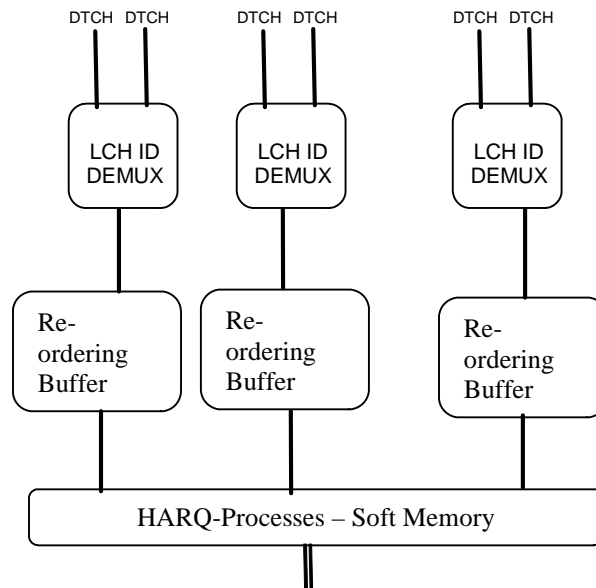 DTCH DTCH DTCH DTCH DTCH DTCH
LCH ID
DEMUX
LCH ID
DEMUX
LCH ID
DEMUX
Re-
ordering
Buffer
Re-
ordering
Buffer
Re-
ordering
Buffer
HARQ-Processes – Soft Memory